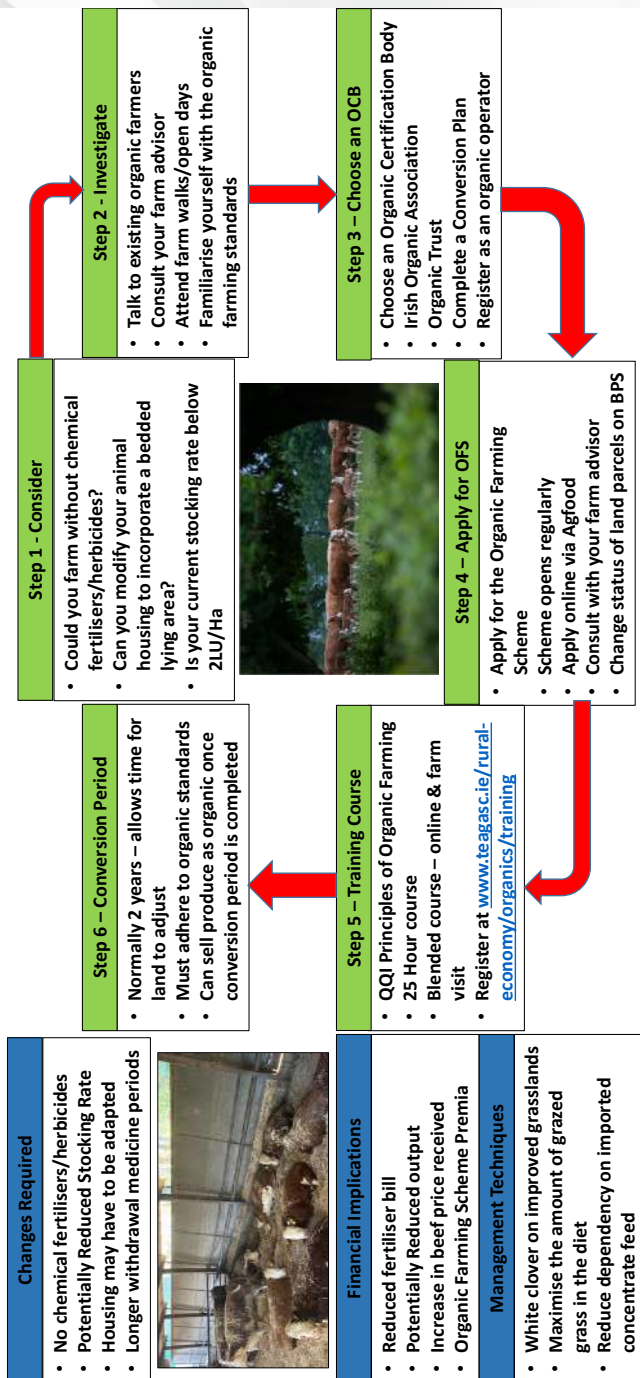 Changes Required
• No chemical fertilisers/herbicides
• Potentially Reduced Stocking Rate
• Housing may have to be adapted
• Longer withdrawal medicine periods
Financial Implications
• Reduced fertiliser bill
• Potentially Reduced output
• Increase in beef price received
• Organic Farming Scheme Premia
Management Techniques
• White clover on improved grasslands
• Maximise the amount of grazed
grass in the diet
• Reduce dependency on imported
concentrate feed
Step 1 - Consider
• Could you farm without chemical
fertilisers/herbicides?
• Can you modify your animal
housing to incorporate a bedded
lying area?
• Is your current stocking rate below
2LU/Ha
Step 2 - Investigate
• Talk to existing organic farmers
• Consult your farm advisor
• Attend farm walks/open days
• Familiarise yourself with the organic
farming standards
Step 3 – Choose an OCB
• Choose an Organic Certification Body
• Irish Organic Association
• Organic Trust
• Complete a Conversion Plan
• Register as an organic operator
Step 4 – Apply for OFS
• Apply for the Organic Farming
Scheme
• Scheme opens regularly
• Apply online via Agfood
• Consult with your farm advisor
• Change status of land parcels on BPS
Step 5 – Training Course
• QQI Principles of Organic Farming
• 25 Hour course
• Blended course – online & farm
visit
• Register at www.teagasc.ie/rural-
economy/organics/training
Step 6 – Conversion Period
• Normally 2 years – allows time for
land to adjust
• Must adhere to organic standards
• Can sell produce as organic once
conversion period is completed